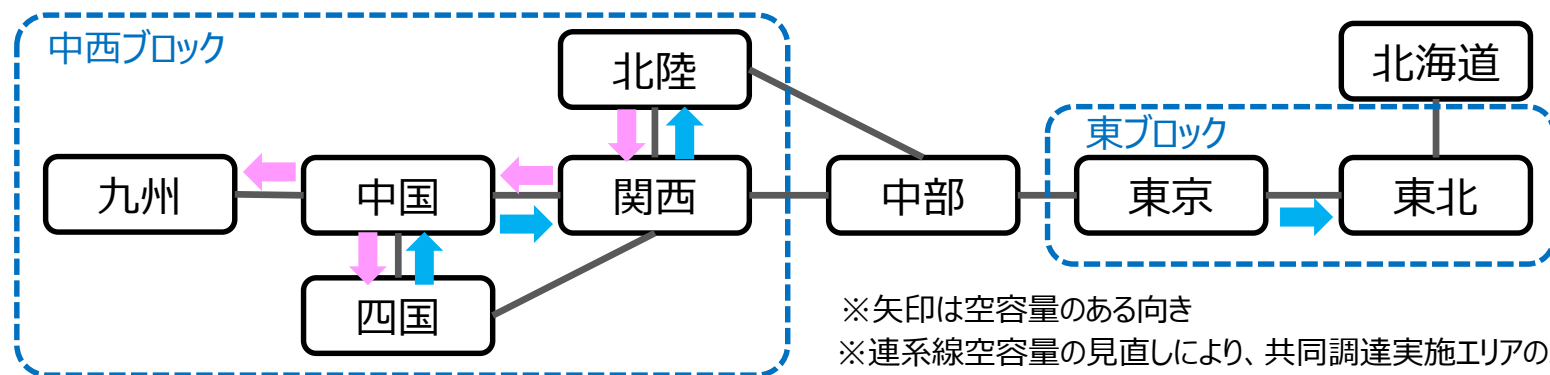 中西ブロック
北陸
北海道
東ブロック
九州
中国
関西
中部
東京
東北
四国
※矢印は空容量のある向き
※連系線空容量の見直しにより、共同調達実施エリアの